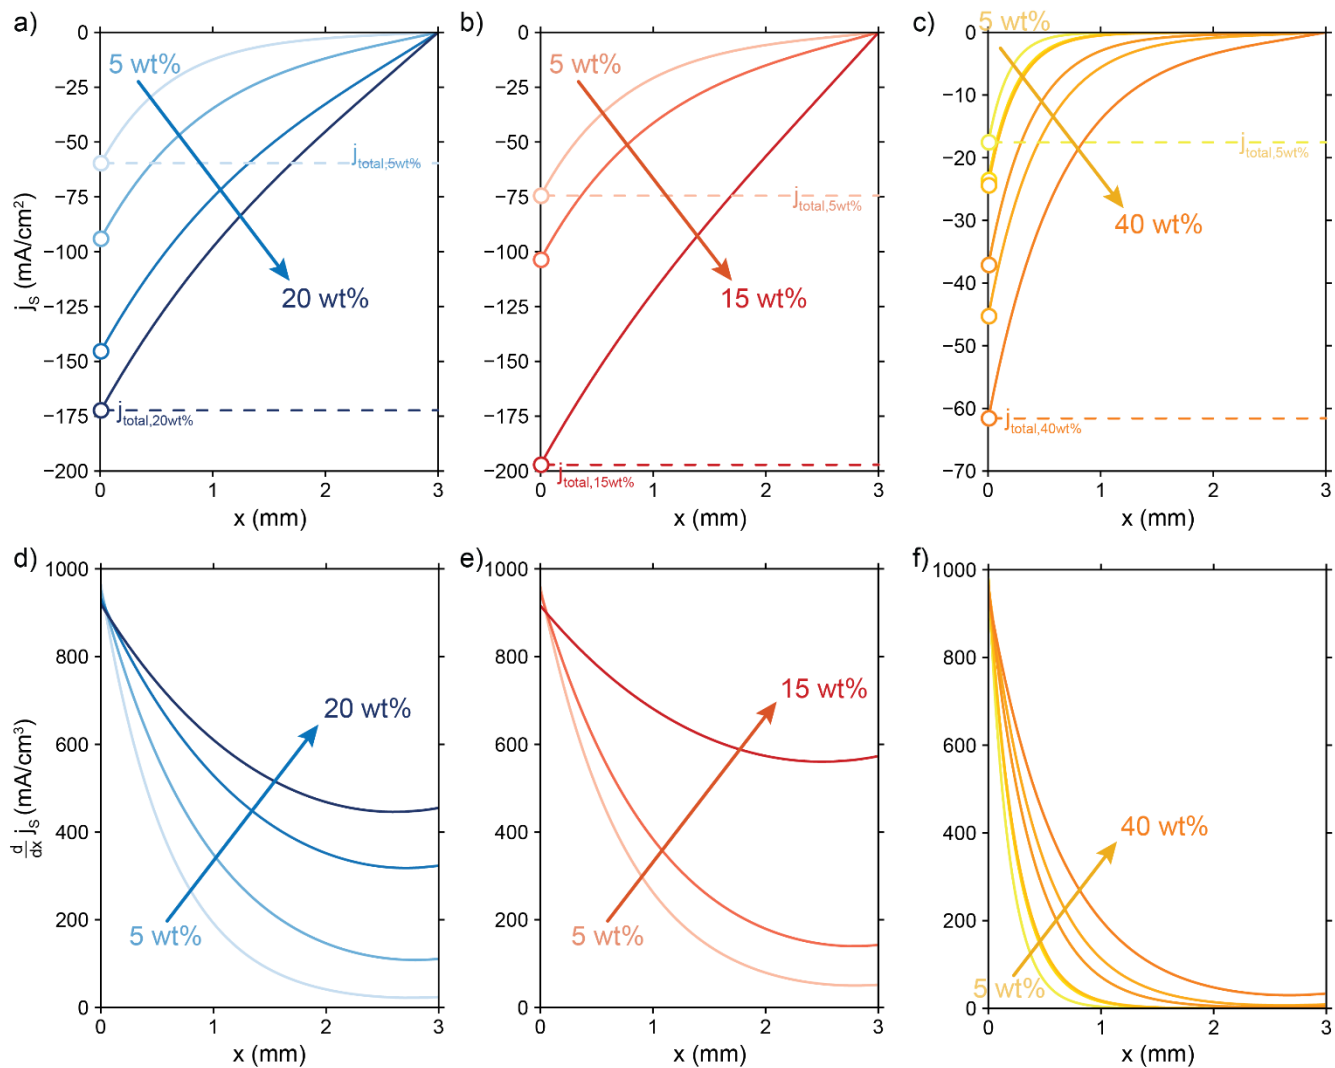 a)
0
−25
−50
−75
−100
−125
−150
−175
−200
jₛ (mA/cm²)
5 wt%
20 wt%
j_total,5wt%
j_total,20wt%
0 1 2 3
x (mm)
b)
0
−25
−50
−75
−100
−125
−150
−175
−200
5 wt%
15 wt%
j_total,5wt%
j_total,15wt%
0 1 2 3
x (mm)
c)
0
−10
−20
−30
−40
−50
−60
−70
5 wt%
40 wt%
j_total,5wt%
j_total,40wt%
0 1 2 3
x (mm)
d)
1000
800
600
400
200
0
d/dx jₛ (mA/cm³)
20 wt%
5 wt%
0 1 2 3
x (mm)
e)
1000
800
600
400
200
0
15 wt%
5 wt%
0 1 2 3
x (mm)
f)
1000
800
600
400
200
0
40 wt%
5 wt%
0 1 2 3
x (mm)